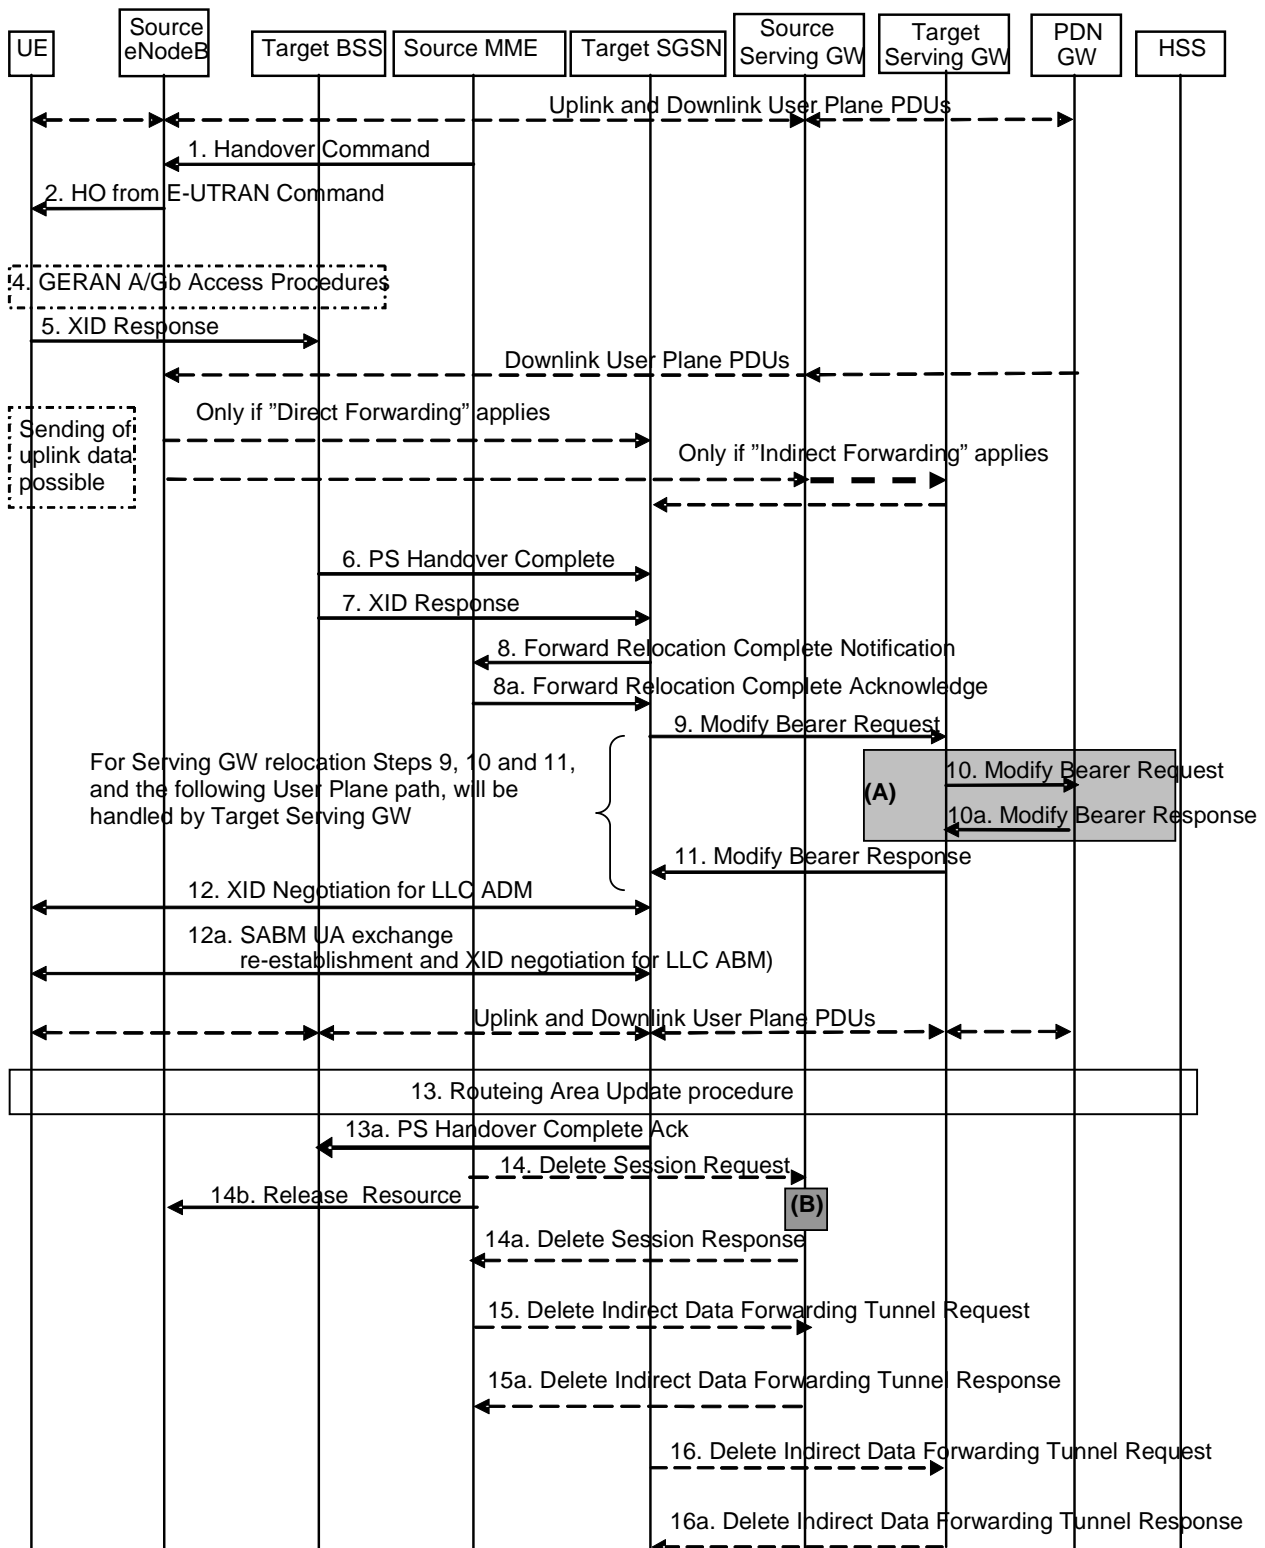 UE
Source
eNodeB
Target BSS
Source MME
Target SGSN
Source
Serving GW
Target
Serving GW
PDN
GW
HSS
Uplink and Downlink User Plane PDUs
1. Handover Command
2. HO from E-UTRAN Command
4. GERAN A/Gb Access Procedures
5. XID Response
Downlink User Plane PDUs
Sending of
uplink data
possible
Only if ”Direct Forwarding” applies
Only if ”Indirect Forwarding” applies
6. PS Handover Complete
7. XID Response
8. Forward Relocation Complete Notification
8a. Forward Relocation Complete Acknowledge
9. Modify Bearer Request
For Serving GW relocation Steps 9, 10 and 11,
and the following User Plane path, will be
handled by Target Serving GW
(A)
10. Modify Bearer Request
10a. Modify Bearer Response
11. Modify Bearer Response
12. XID Negotiation for LLC ADM
12a. SABM UA exchange
re-establishment and XID negotiation for LLC ABM)
Uplink and Downlink User Plane PDUs
13. Routeing Area Update procedure
13a. PS Handover Complete Ack
14. Delete Session Request
14b. Release Resource
(B)
14a. Delete Session Response
15. Delete Indirect Data Forwarding Tunnel Request
15a. Delete Indirect Data Forwarding Tunnel Response
16. Delete Indirect Data Forwarding Tunnel Request
16a. Delete Indirect Data Forwarding Tunnel Response